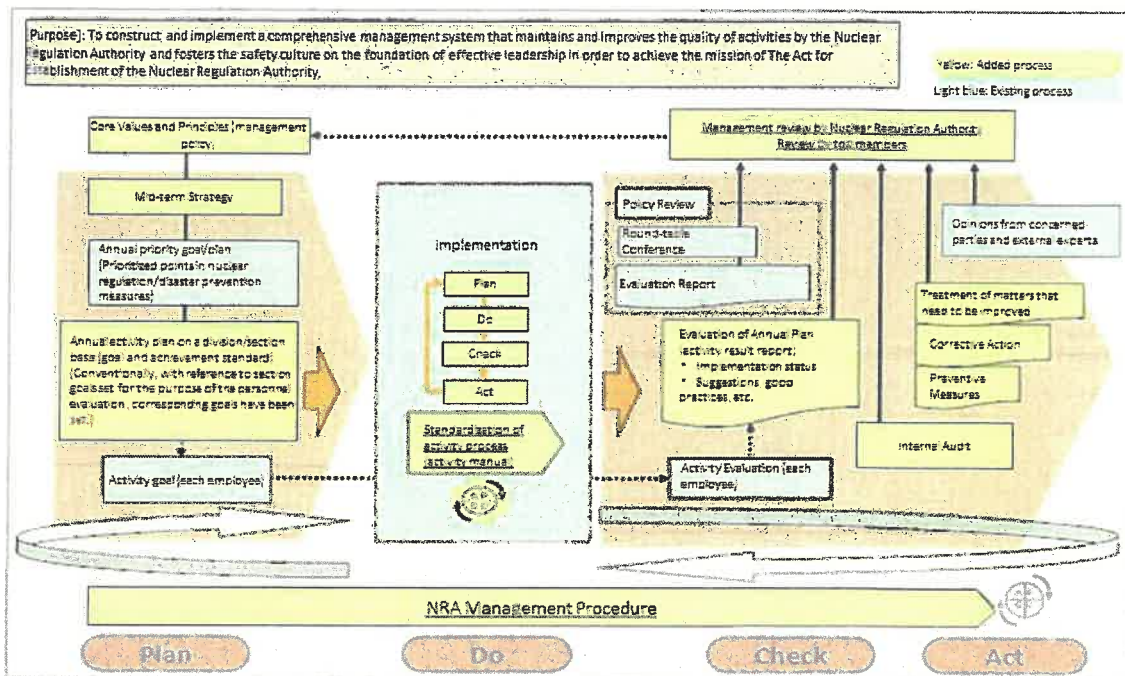 Purpose]: To construct and implement a comprehensive management system that maintains and improves the quality of activities by the Nuclear
Regulation Authority and fosters the safety culture on the foundation of effective leadership in order to achieve the mission of The Act for
Establishment of the Nuclear Regulation Authority,
Yellow: Added process
Light blue: Existing process
Core Values and Principles (management
policy)
Management review by Nuclear Regulation Authority
Review by top members
Mid-term Strategy
Annual priority goal/plan
(Prioritized points in nuclear
regulation/disaster prevention
measures)
Annual activity plan on a division/section
base (goal and achievement standard)
(Conventionally, with reference to section
goals set for the purpose of the personnel
evaluation, corresponding goals have been
set.)
Activity goal (each employee)
implementation
Plan
Do
Check
Act
Standardization of
activity process
(activity manual)
Policy Review
Round-table
Conference
Evaluation Report
Evaluation of Annual Plan
(activity result report)
* Implementation status
* Suggestions, good
practices, etc.
Activity Evaluation (each
employee)
Opinions from concerned
parties and external experts
Treatment of matters that
need to be improved
Corrective Action
Preventive
Measures
Internal Audit
NRA Management Procedure
Plan
Do
Check
Act